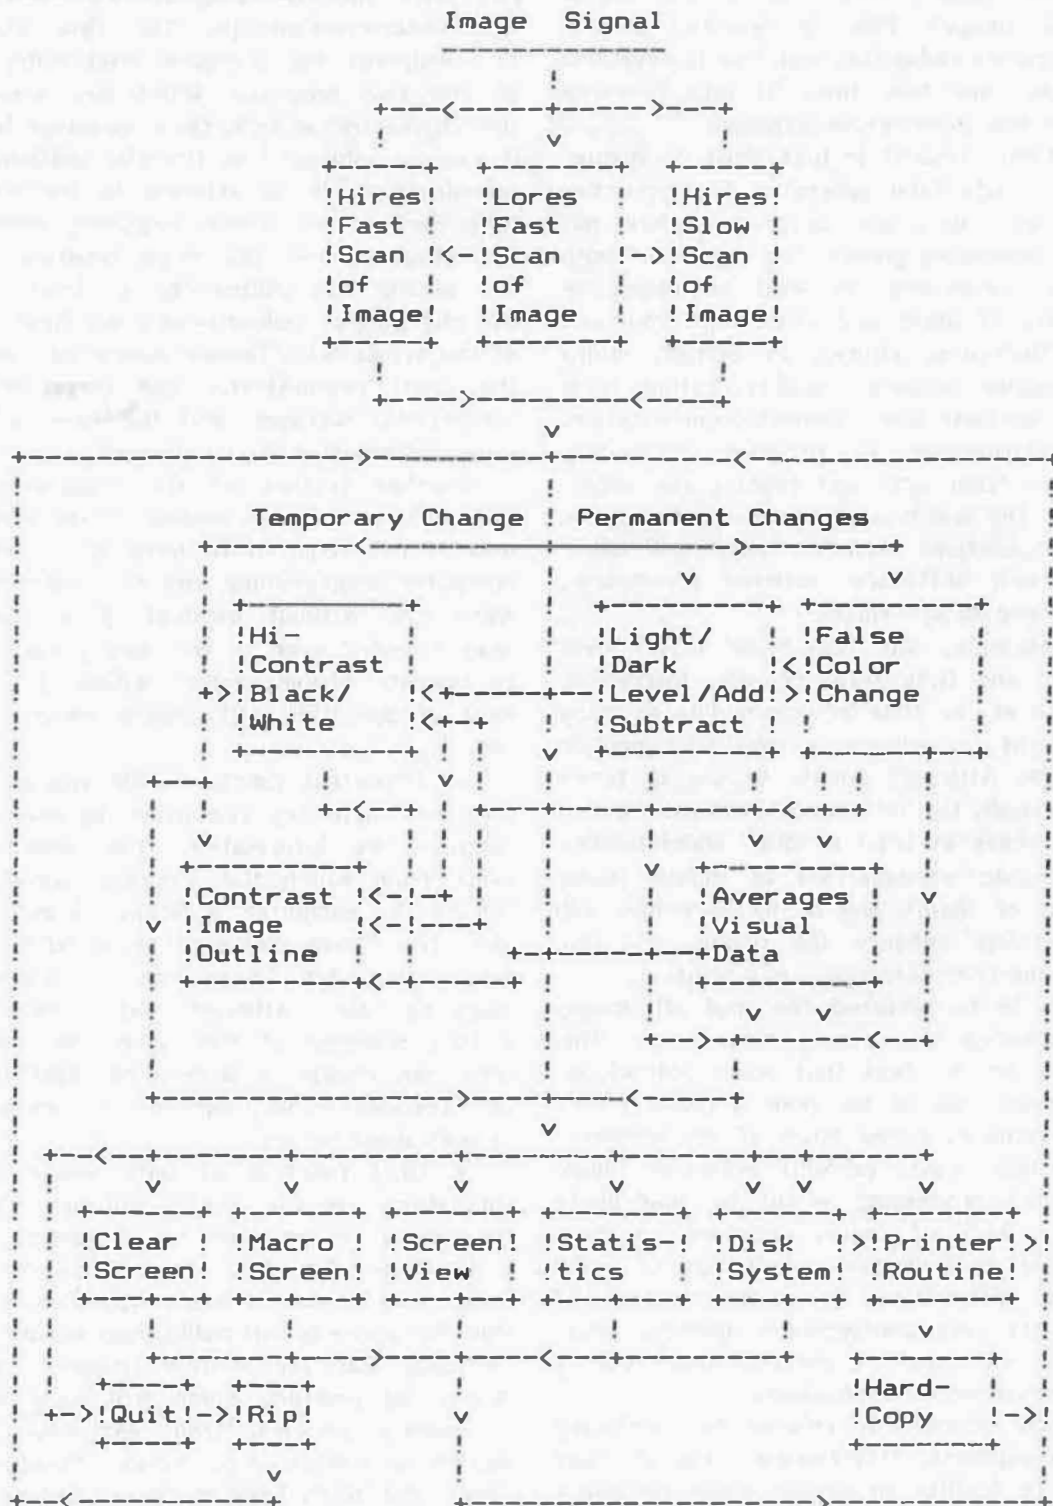 Image Signal
Hires Fast Scan of Image
Lores Fast Scan of Image
Hires Slow Scan of Image
Temporary Change
Permanent Changes
Hi-
Contrast
Black/
White
Light/
Dark
Level/Add
Subtract
False
Color
Change
Contrast
Image
Outline
Averages
Visual
Data
Clear
Screen
Macro
Screen
Screen
View
Statis-
tics
Disk
System
Printer
Routine
Quit
Rip
Hard-
Copy